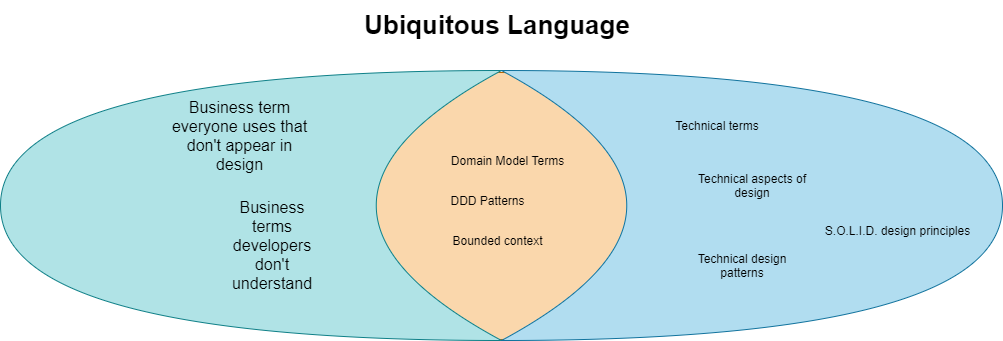 Ubiquitous Language
Business term
everyone uses that
don't appear in
design
Business
terms
developers
don't
understand
Domain Model Terms
DDD Patterns
Bounded context
Technical terms
Technical aspects of
design
S.O.L.I.D. design principles
Technical design
patterns